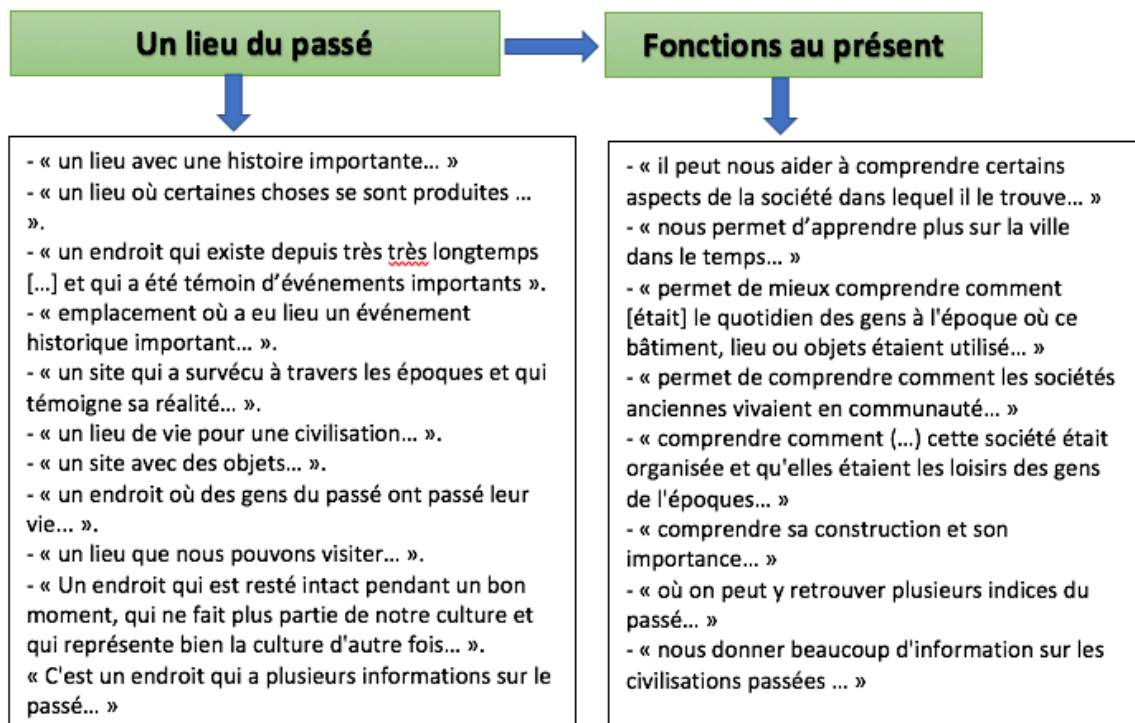 Un lieu du passé
Fonctions au présent
- « un lieu avec une histoire importante... »
- « un lieu où certaines choses se sont produites ...
».
- « un endroit qui existe depuis très très longtemps
[...] et qui a été témoin d'événements importants ».
- « emplacement où a eu lieu un événement
historique important... ».
- « un site qui a survécu à travers les époques et qui
témoigne sa réalité... ».
- « un lieu de vie pour une civilisation... ».
- « un site avec des objets... ».
- « un endroit où des gens du passé ont passé leur
vie... ».
- « un lieu que nous pouvons visiter... ».
- « Un endroit qui est resté intact pendant un bon
moment, qui ne fait plus partie de notre culture et
qui représente bien la culture d'autre fois... ».
« C'est un endroit qui a plusieurs informations sur le
passé... »
- « il peut nous aider à comprendre certains
aspects de la société dans lequel il le trouve... »
- « nous permet d'apprendre plus sur la ville
dans le temps... »
- « permet de mieux comprendre comment
[était] le quotidien des gens à l'époque où ce
bâtiment, lieu ou objets étaient utilisé... »
- « permet de comprendre comment les sociétés
anciennes vivaient en communauté... »
- « comprendre comment (...) cette société était
organisée et qu'elles étaient les loisirs des gens
de l'époques... »
- « comprendre sa construction et son
importance... »
- « où on peut y retrouver plusieurs indices du
passé... »
- « nous donner beaucoup d'information sur les
civilisations passées ... »